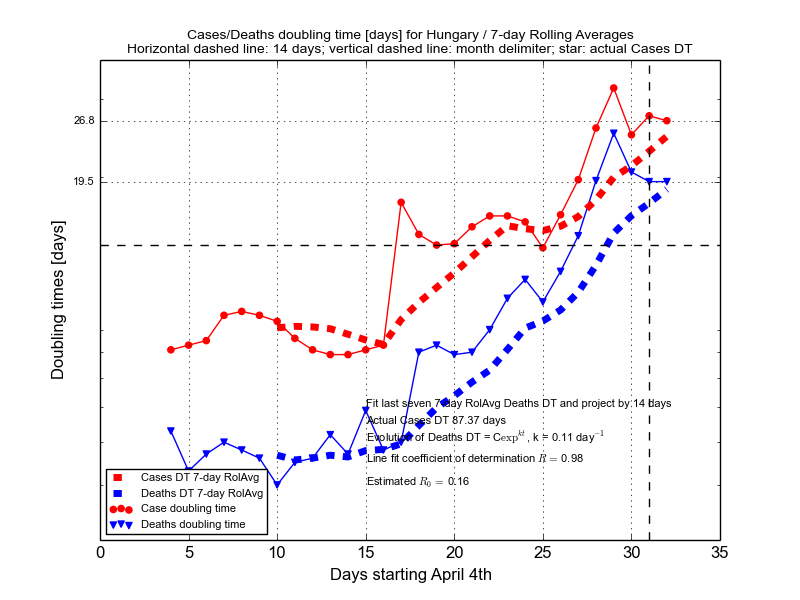 Cases/Deaths doubling time [days] for Hungary / 7-day Rolling Averages
Horizontal dashed line: 14 days; vertical dashed line: month delimiter; star: actual Cases DT
26.8
19.5
Doubling times [days]
Fit last seven 7-day RolAvg Deaths DT and project by 14 days
Actual Cases DT 87.37 days
Evolution of Deaths DT = Cexp^{kt}, k = 0.11 day^{-1}
Line fit coefficient of determination R = 0.98
Estimated R_0 = 0.16
Cases DT 7-day RolAvg
Deaths DT 7-day RolAvg
Case doubling time
Deaths doubling time
0 5 10 15 20 25 30 35
Days starting April 4th